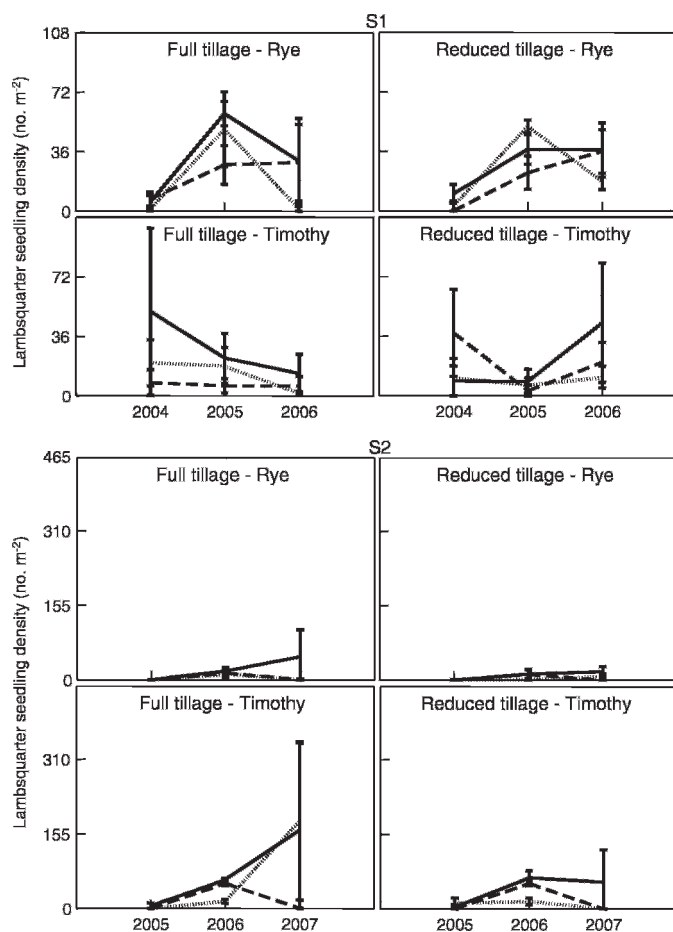 S1
108
Full tillage - Rye
Reduced tillage - Rye
72
36
0
Full tillage - Timothy
Reduced tillage - Timothy
72
36
0
2004 2005 2006 2004 2005 2006
Lambsquarter seedling density (no. m-2)
S2
465
Full tillage - Rye
Reduced tillage - Rye
310
155
0
Full tillage - Timothy
Reduced tillage - Timothy
310
155
0
2005 2006 2007 2005 2006 2007
Lambsquarter seedling density (no. m-2)